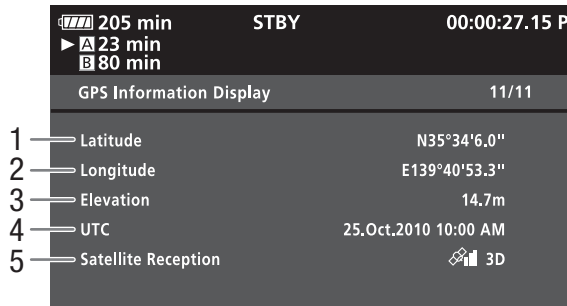 205 min STBY 00:00:27.15 P
A 23 min
B 80 min
GPS Information Display 11/11
1 Latitude N35°34'6.0"
2 Longitude E139°40'53.3"
3 Elevation 14.7m
4 UTC 25.Oct.2010 10:00 AM
5 Satellite Reception 3D